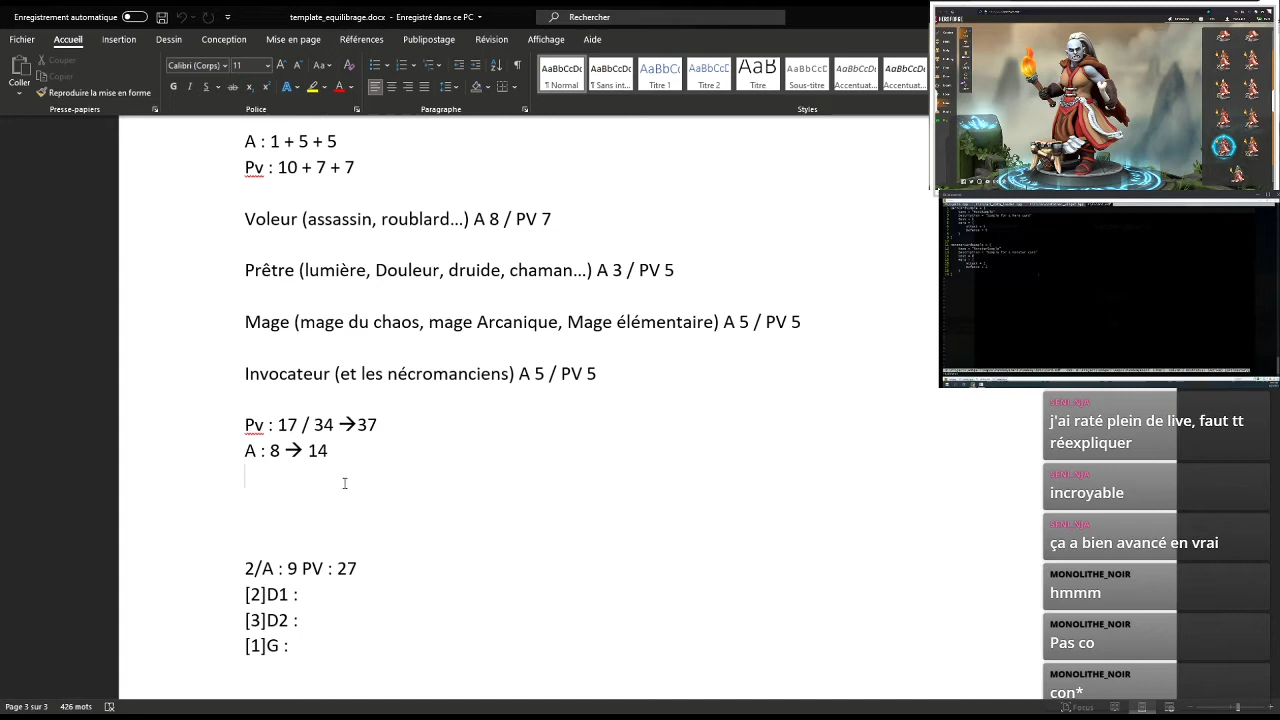 Enregistrement automatique
template_equilibrage.docx - Enregistré dans ce PC
Rechercher
Fichier
Accueil
Insertion
Dessin
Conception
Mise en page
Références
Publipostage
Révision
Affichage
Aide
Coller
Couper
Copier
Reproduire la mise en forme
Presse-papiers
Calibri (Corps)
11
Police
Paragraphe
¶ Normal
¶ Sans int...
Titre 1
Titre 2
Titre
Sous-titre
Accentuat...
Accentuat...
Accentuat...
Styles
A : 1 + 5 + 5
Pv : 10 + 7 + 7
Voleur (assassin, roublard...) A 8 / PV 7
Prêtre (lumière, Douleur, druide, chaman...) A 3 / PV 5
Mage (mage du chaos, mage Arcanique, Mage élémentaire) A 5 / PV 5
Invocateur (et les nécromanciens) A 5 / PV 5
Pv : 17 / 34 → 37
A : 8 → 14
2/A : 9 PV : 27
[2]D1 :
[3]D2 :
[1]G :
j'ai raté plein de live, faut tt
réexpliquer
incroyable
ça a bien avancé en vrai
MONOLITHE_NOIR
hmmm
MONOLITHE_NOIR
Pas co
MONOLITHE_NOIR
con*
Page 3 sur 3
426 mots
Focus